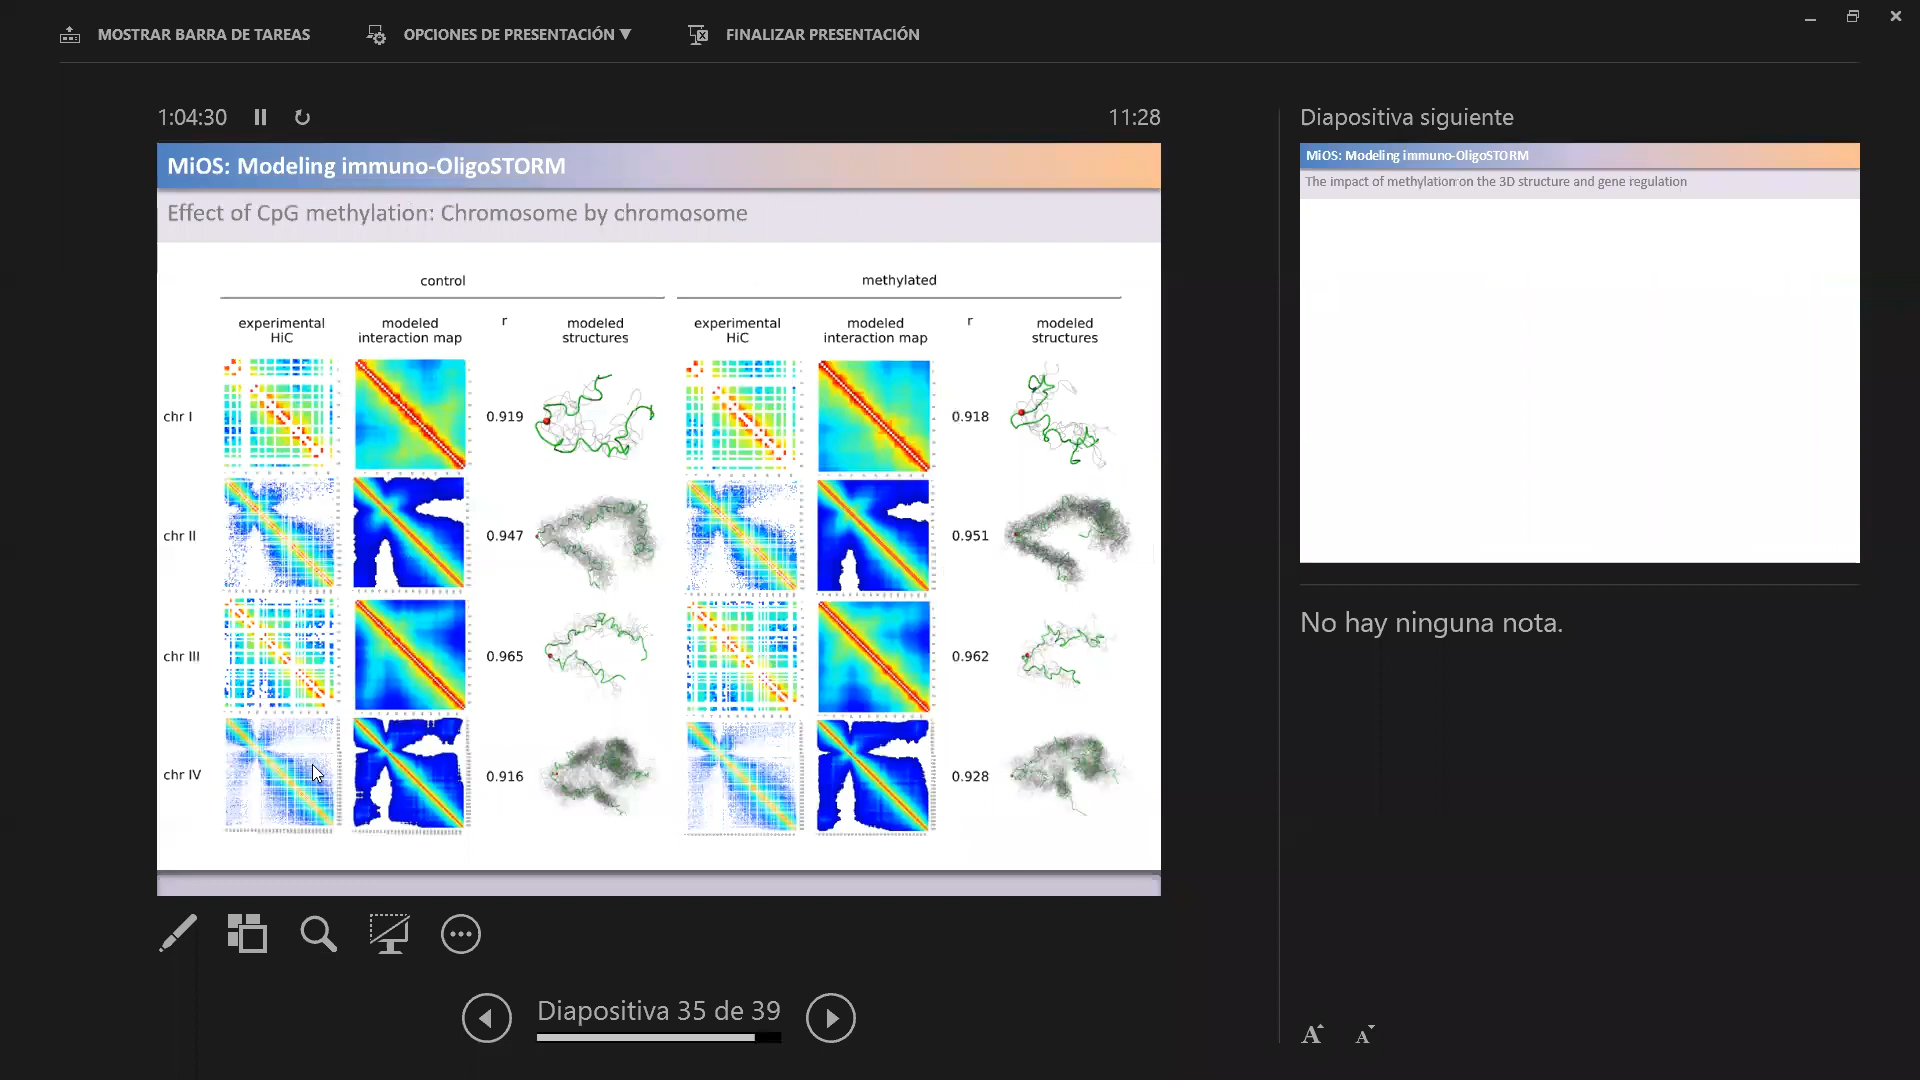 MOSTRAR BARRA DE TAREAS
OPCIONES DE PRESENTACIÓN ▼
FINALIZAR PRESENTACIÓN
1:04:30
11:28
MiOS: Modeling immuno-OligoSTORM
Effect of CpG methylation: Chromosome by chromosome
control
methylated
experimental HiC
modeled interaction map
r
modeled structures
experimental HiC
modeled interaction map
r
modeled structures
chr I
0.919
0.918
chr II
0.947
0.951
chr III
0.965
0.962
chr IV
0.916
0.928
Diapositiva 35 de 39
Diapositiva siguiente
MiOS: Modeling immuno-OligoSTORM
The impact of methylation on the 3D structure and gene regulation
No hay ninguna nota.
A A